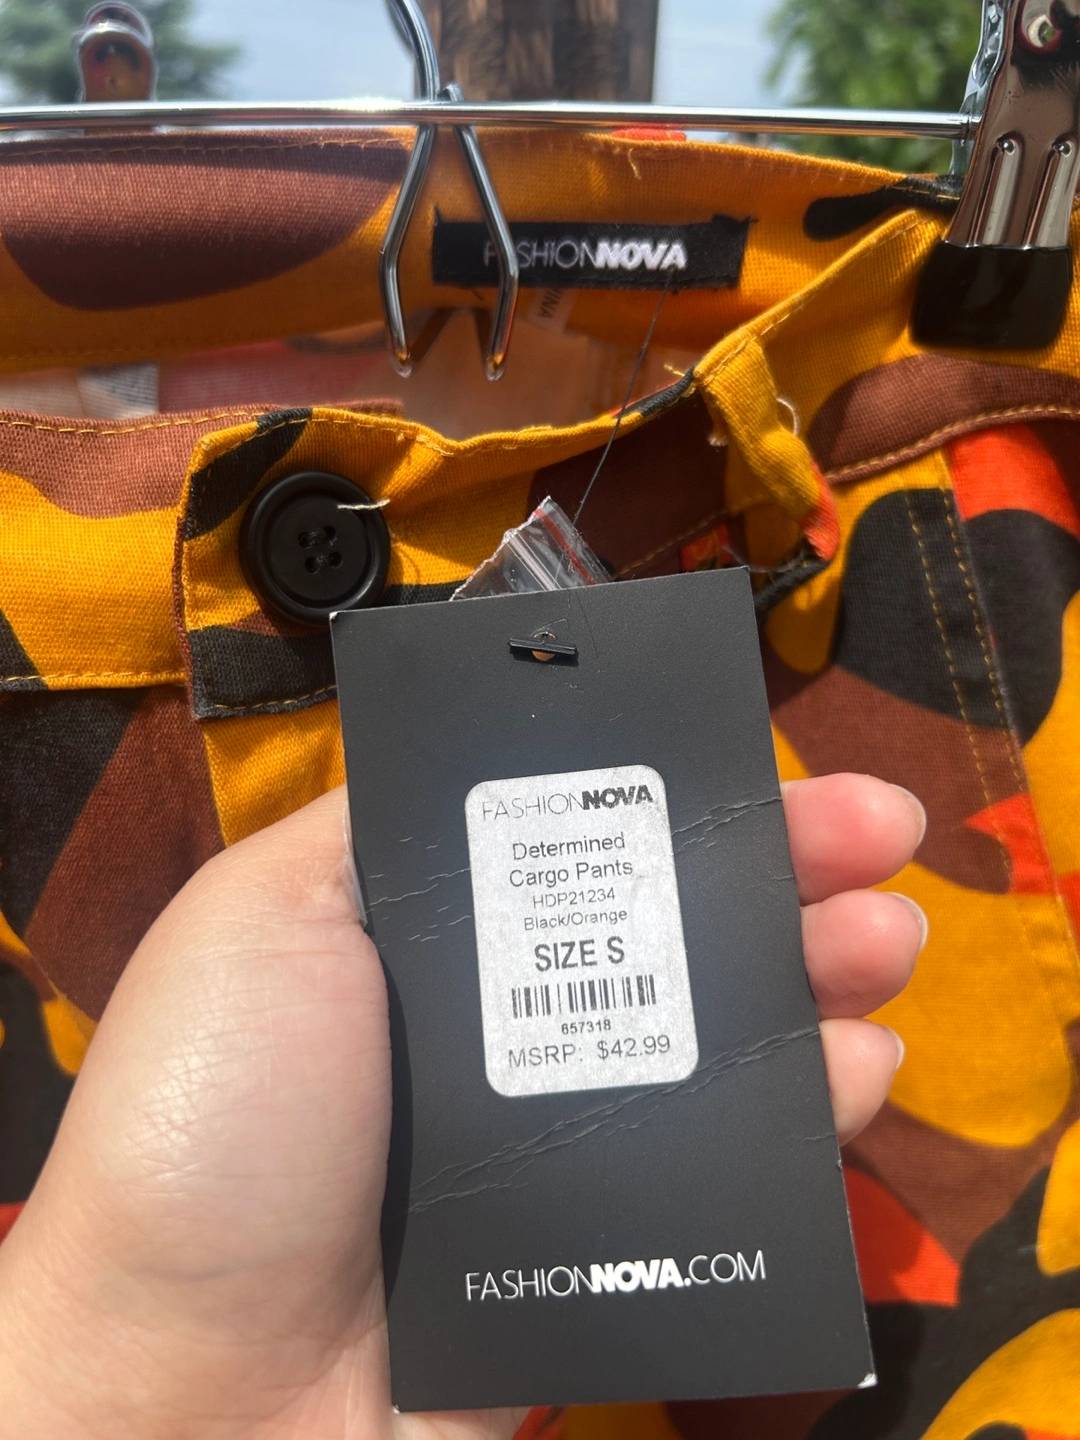 FASHIONNOVA
FASHIONNOVA
Determined
Cargo Pants
HDP21234
Black/Orange
SIZE S
657318
MSRP: $42.99
FASHIONNOVA.COM